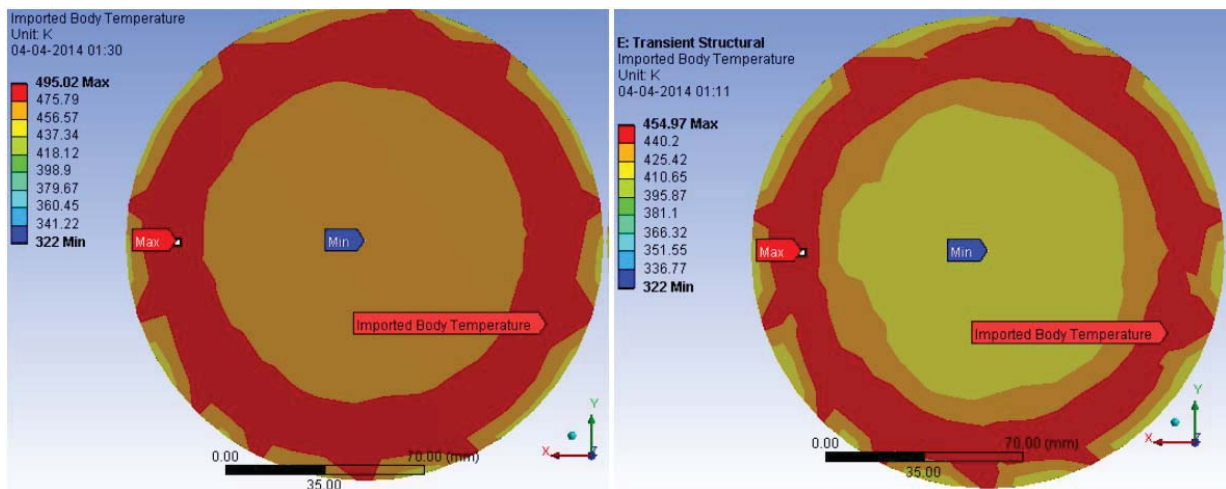 Imported Body Temperature
Unit: K
04-04-2014 01:30
495.02 Max
475.79
456.57
437.34
418.12
398.9
379.67
360.45
341.22
322 Min
Max
Min
Imported Body Temperature
0.00
70.00 (mm)
35.00
Y
X
Z
E: Transient Structural
Imported Body Temperature
Unit: K
04-04-2014 01:11
454.97 Max
440.2
425.42
410.65
395.87
381.1
366.32
351.55
336.77
322 Min
Max
Min
Imported Body Temperature
0.00
70.00 (mm)
35.00
Y
X
Z